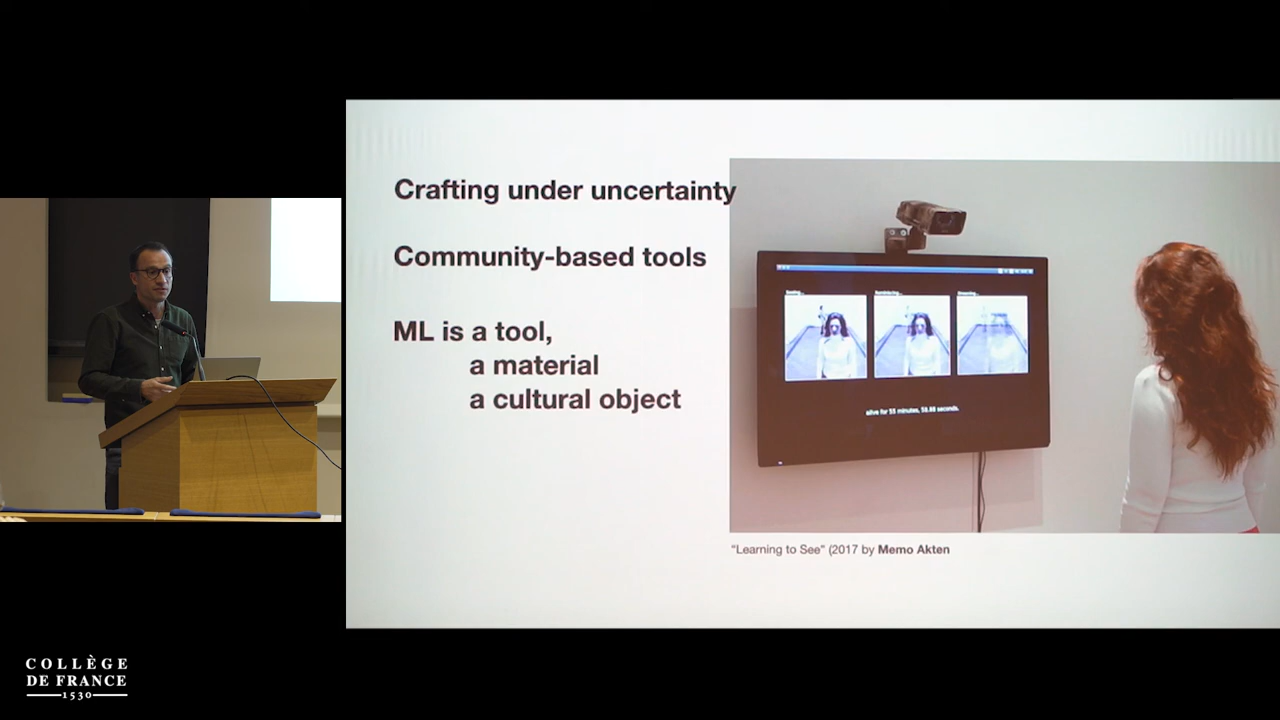 Crafting under uncertainty
Community-based tools
ML is a tool,
a material
a cultural object
alive for 55 minutes, 58.88 seconds.
"Learning to See" (2017 by Memo Akten
COLLÈGE
DE FRANCE
1530